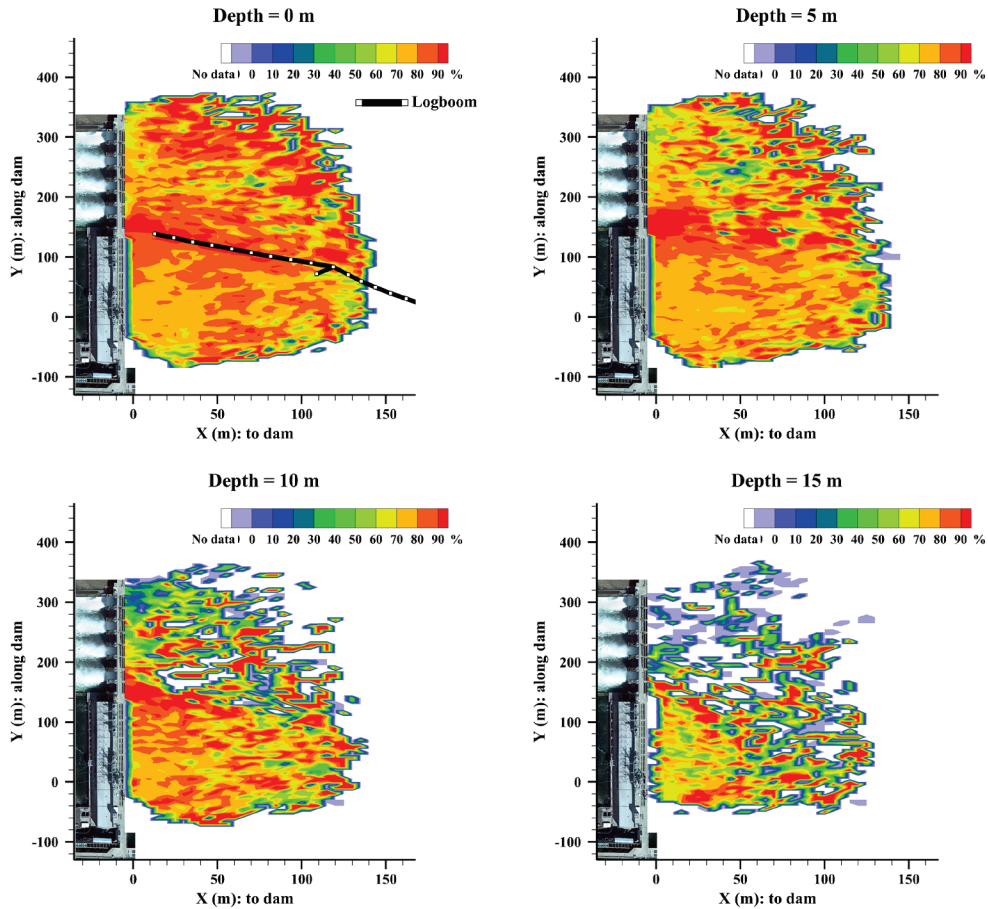 Depth = 0 m
No data 0 10 20 30 40 50 60 70 80 90 %
Logboom
400
300
200
100
0
-100
Y (m): along dam
0 50 100 150
X (m): to dam
Depth = 5 m
No data 0 10 20 30 40 50 60 70 80 90 %
400
300
200
100
0
-100
Y (m): along dam
0 50 100 150
X (m): to dam
Depth = 10 m
No data 0 10 20 30 40 50 60 70 80 90 %
400
300
200
100
0
-100
Y (m): along dam
0 50 100 150
X (m): to dam
Depth = 15 m
No data 0 10 20 30 40 50 60 70 80 90 %
400
300
200
100
0
-100
Y (m): along dam
0 50 100 150
X (m): to dam